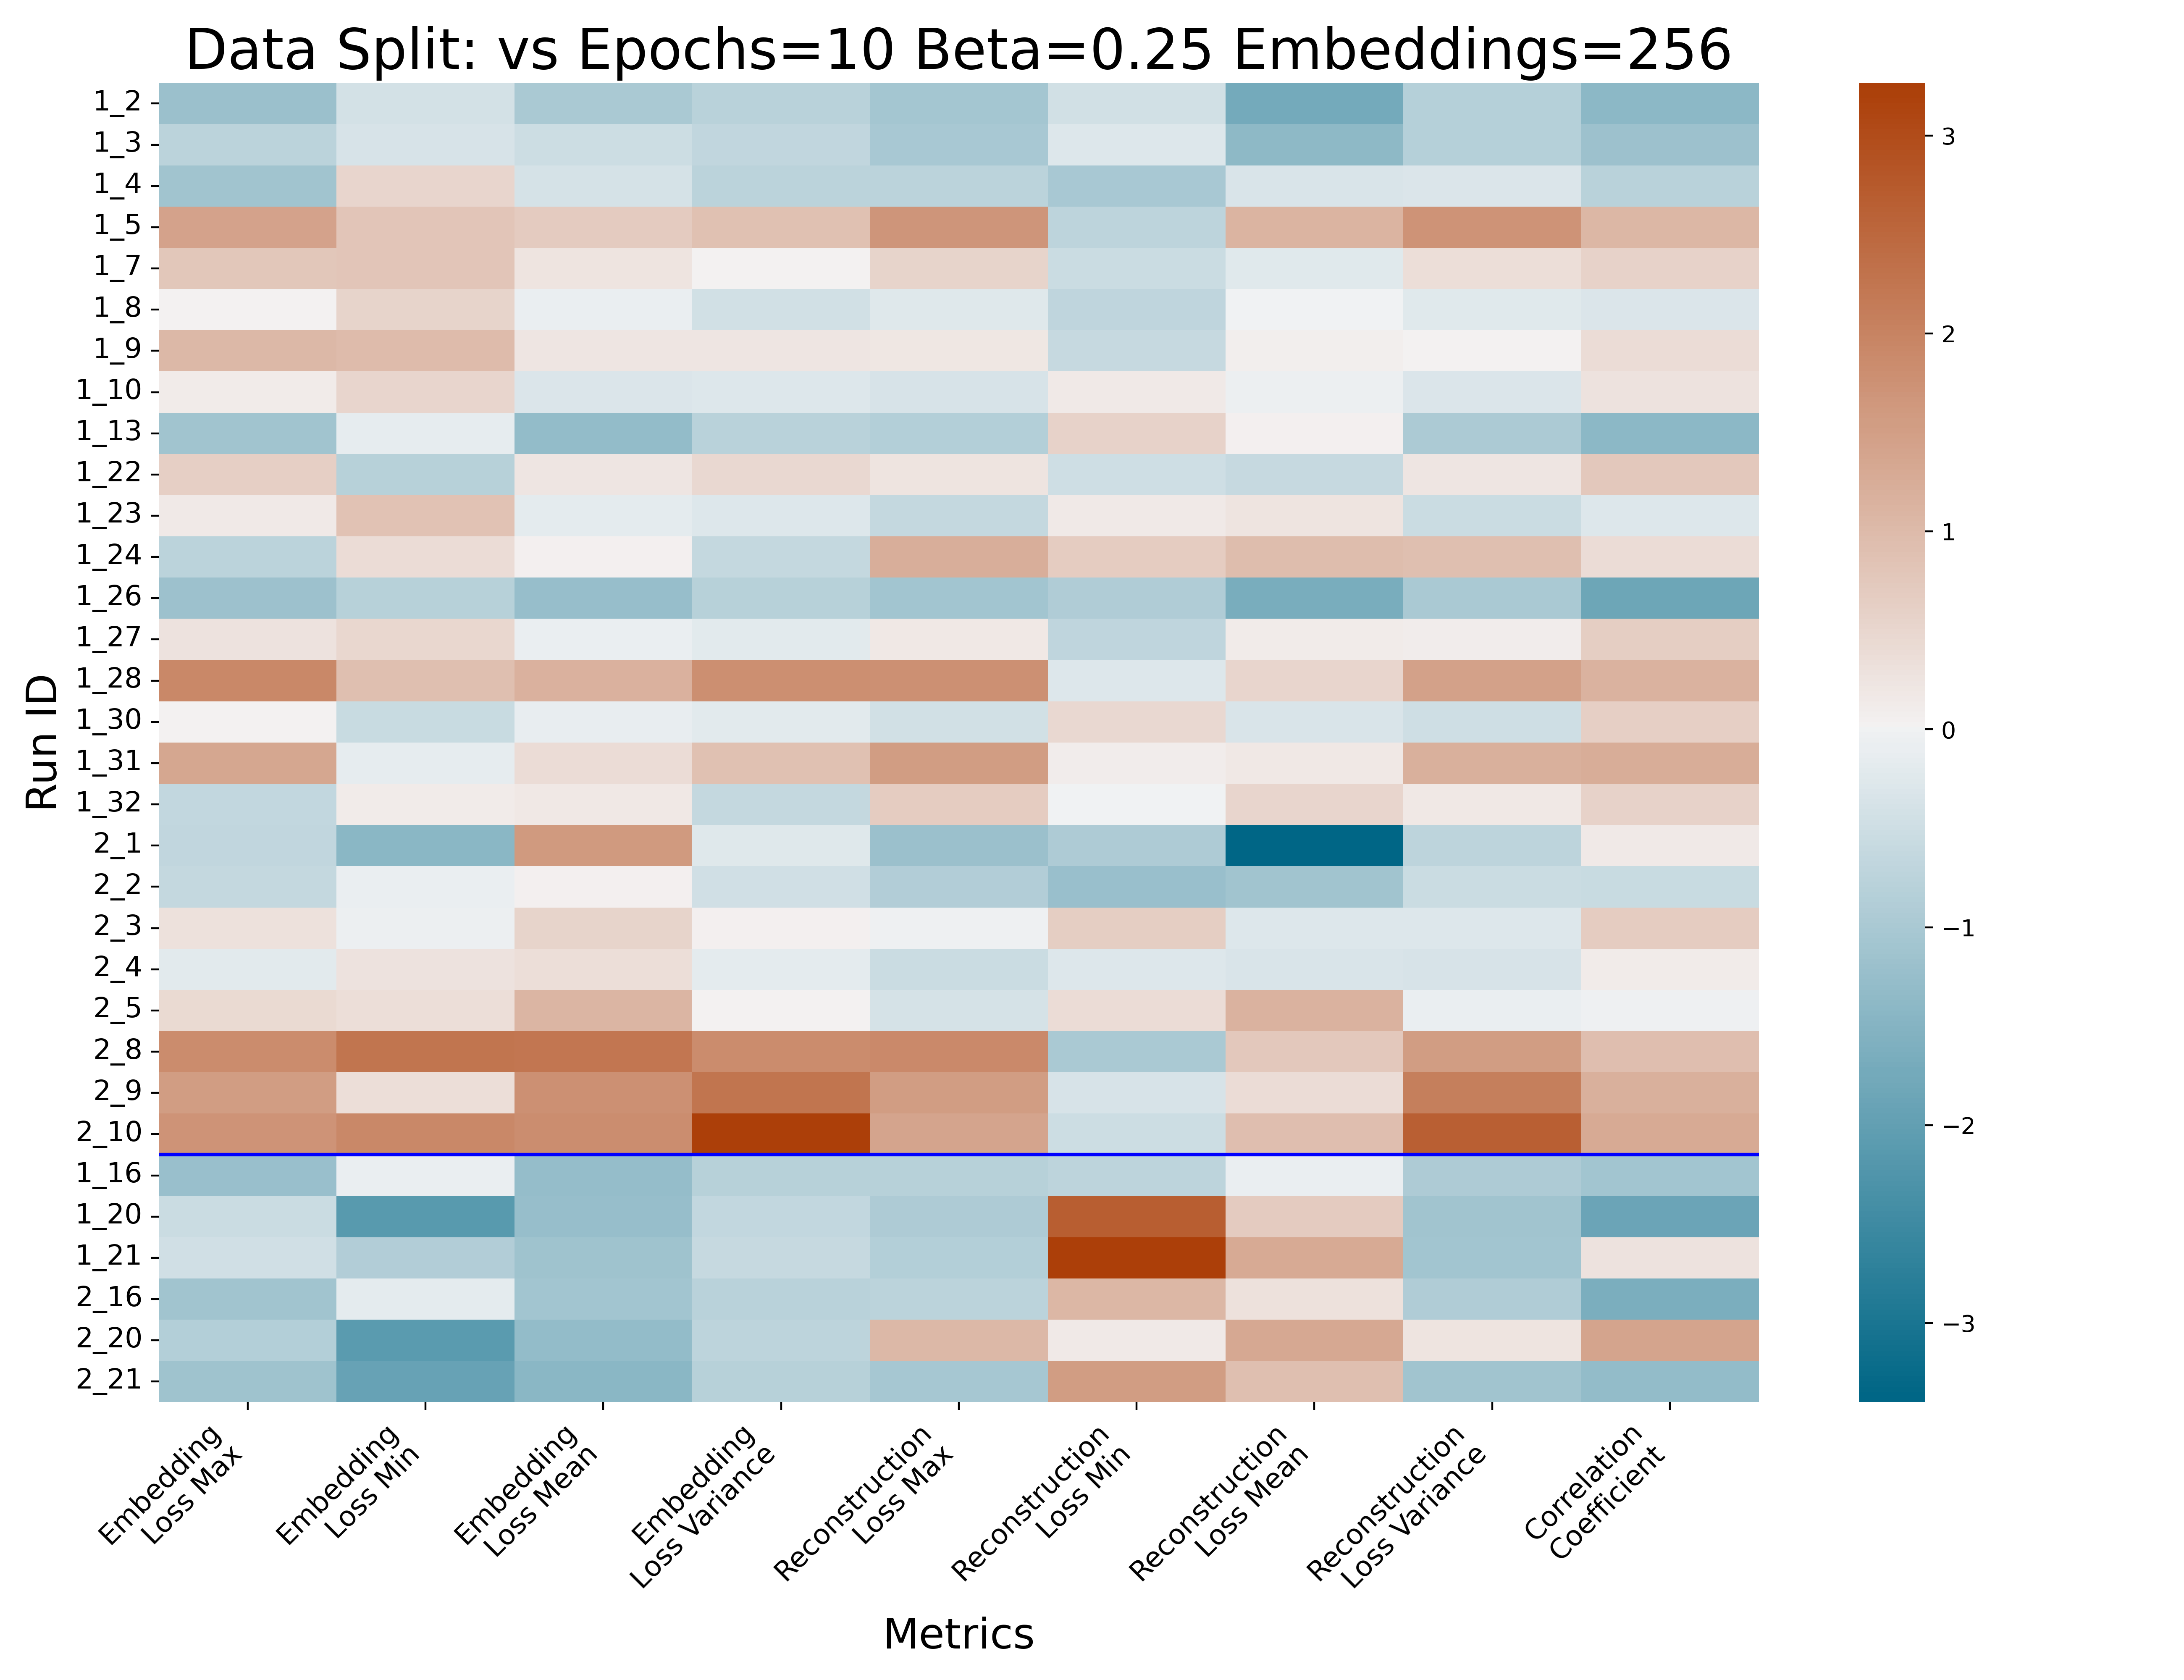 Data Split: vs Epochs=10 Beta=0.25 Embeddings=256
Run ID
1_2
1_3
1_4
1_5
1_7
1_8
1_9
1_10
1_13
1_22
1_23
1_24
1_26
1_27
1_28
1_30
1_31
1_32
2_1
2_2
2_3
2_4
2_5
2_8
2_9
2_10
1_16
1_20
1_21
2_16
2_20
2_21
Embedding
Loss Max
Embedding
Loss Min
Embedding
Loss Mean
Embedding
Loss Variance
Reconstruction
Loss Max
Reconstruction
Loss Min
Reconstruction
Loss Mean
Reconstruction
Loss Variance
Correlation
Coefficient
Metrics
3
2
1
0
−1
−2
−3